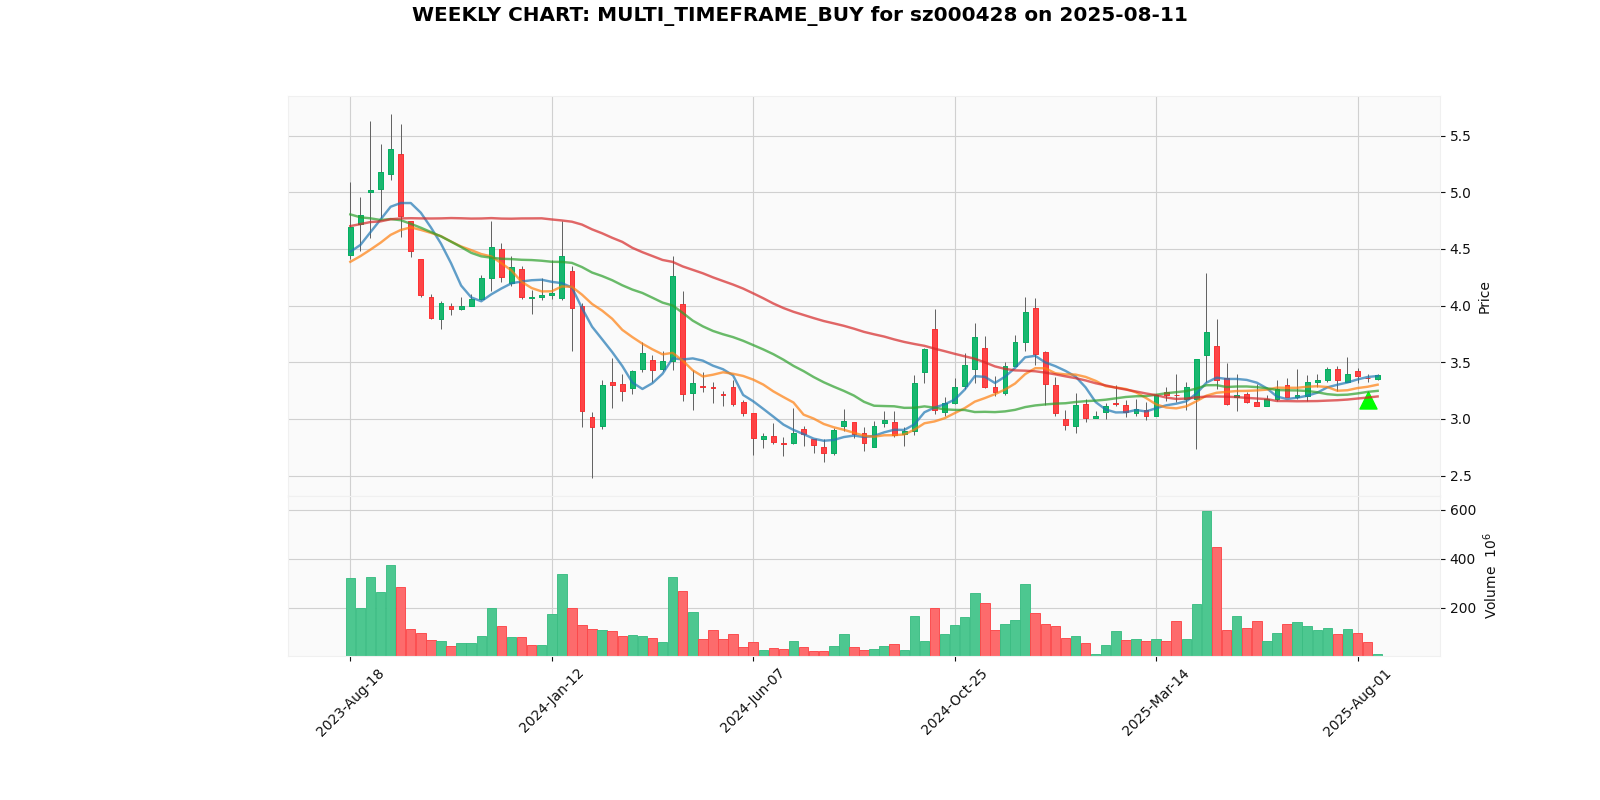 WEEKLY CHART: MULTI_TIMEFRAME_BUY for sz000428 on 2025-08-11
5.5
5.0
4.5
4.0
3.5
3.0
2.5
Price
600
400
200
Volume 10⁶
2023-Aug-18
2024-Jan-12
2024-Jun-07
2024-Oct-25
2025-Mar-14
2025-Aug-01